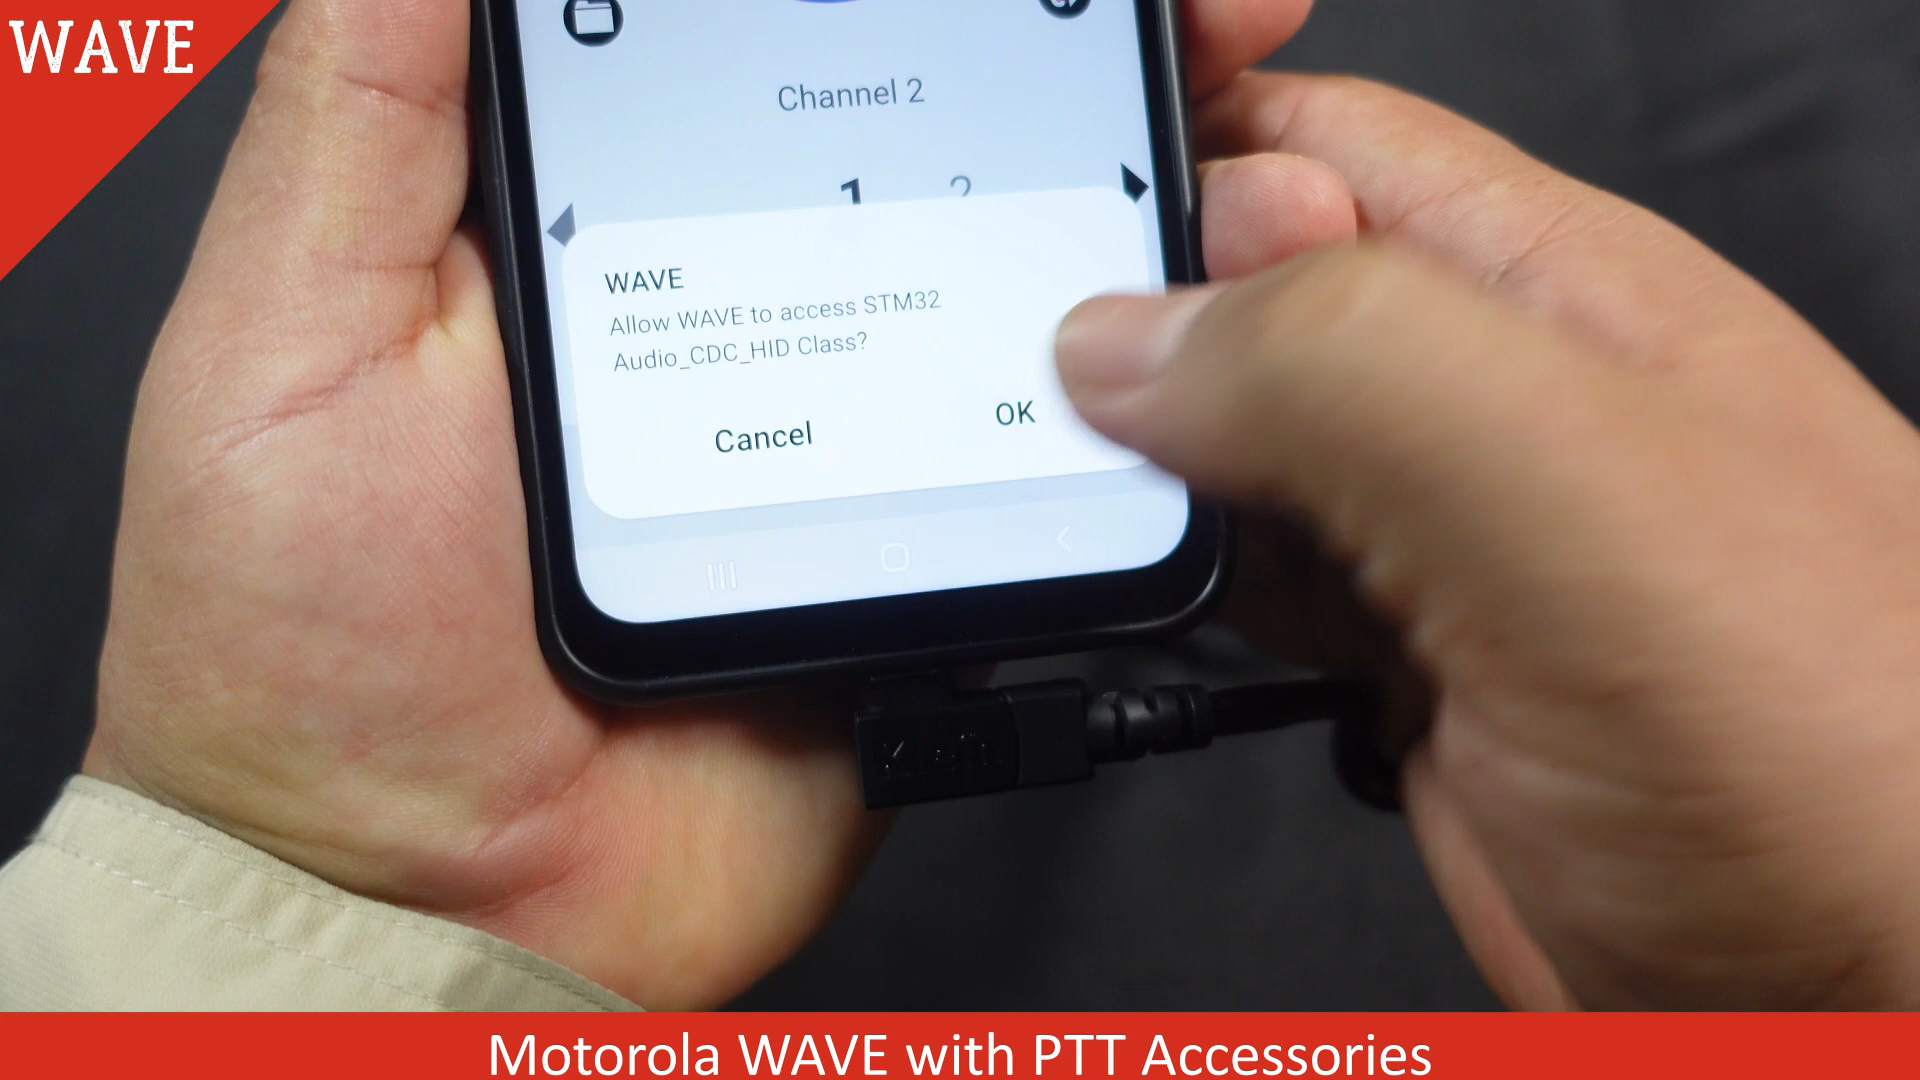 WAVE
Channel 2
1 2
WAVE
Allow WAVE to access STM32
Audio_CDC_HID Class?
Cancel OK
Klein
Motorola WAVE with PTT Accessories